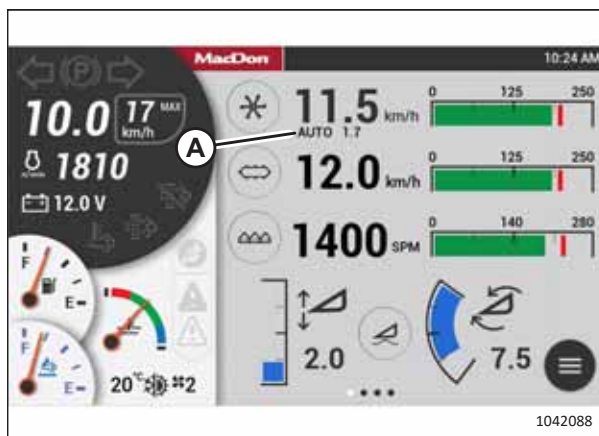 MacDon
10:24 AM
P
10.0 17 MAX km/h
1810
12.0 V
F
E
F
E
20°C 2
A
11.5 km/h
AUTO 1.7
0 125 250
12.0 km/h
0 125 250
1400 SPM
0 140 280
2.0
7.5
1042088